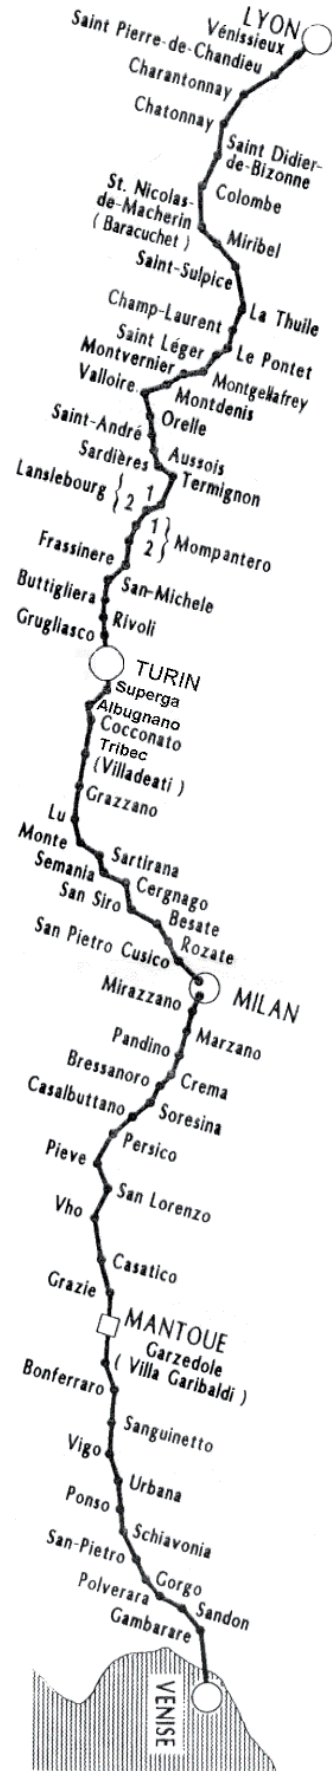 LYON
Vénissieux
Saint Pierre-de-Chandieu
Charantonnay
Chatonnay
Saint Didier-
de-Bizonne
Colombe
St. Nicolas-
de-Macherin
( Baracuchet )
Miribel
Saint-Sulpice
La Thuile
Champ-Laurent
Le Pontet
Saint Léger
Montgellafrey
Montvernier
Montdenis
Valloire
Orelle
Saint-André
Aussois
Sardières
Termignon
Lanslebourg { 1
2
1 } Mompantero
2
Frassinere
San-Michele
Buttigliera
Rivoli
Grugliasco
TURIN
Superga
Albugnano
Cocconato
Tribec
(Villadeati )
Grazzano
Lu
Monte
Sartirana
Semania
Cergnago
San Siro
Besate
Rozate
San Pietro Cusico
MILAN
Mirazzano
Marzano
Pandino
Crema
Bressanoro
Soresina
Casalbuttano
Persico
Pieve
San Lorenzo
Vho
Casatico
Grazie
MANTOUE
Garzedole
( Villa Garibaldi )
Bonferraro
Sanguinetto
Vigo
Urbana
Ponso
Schiavonia
San-Pietro
Gorgo
Polverara
Sandon
Gambarare
VENISE